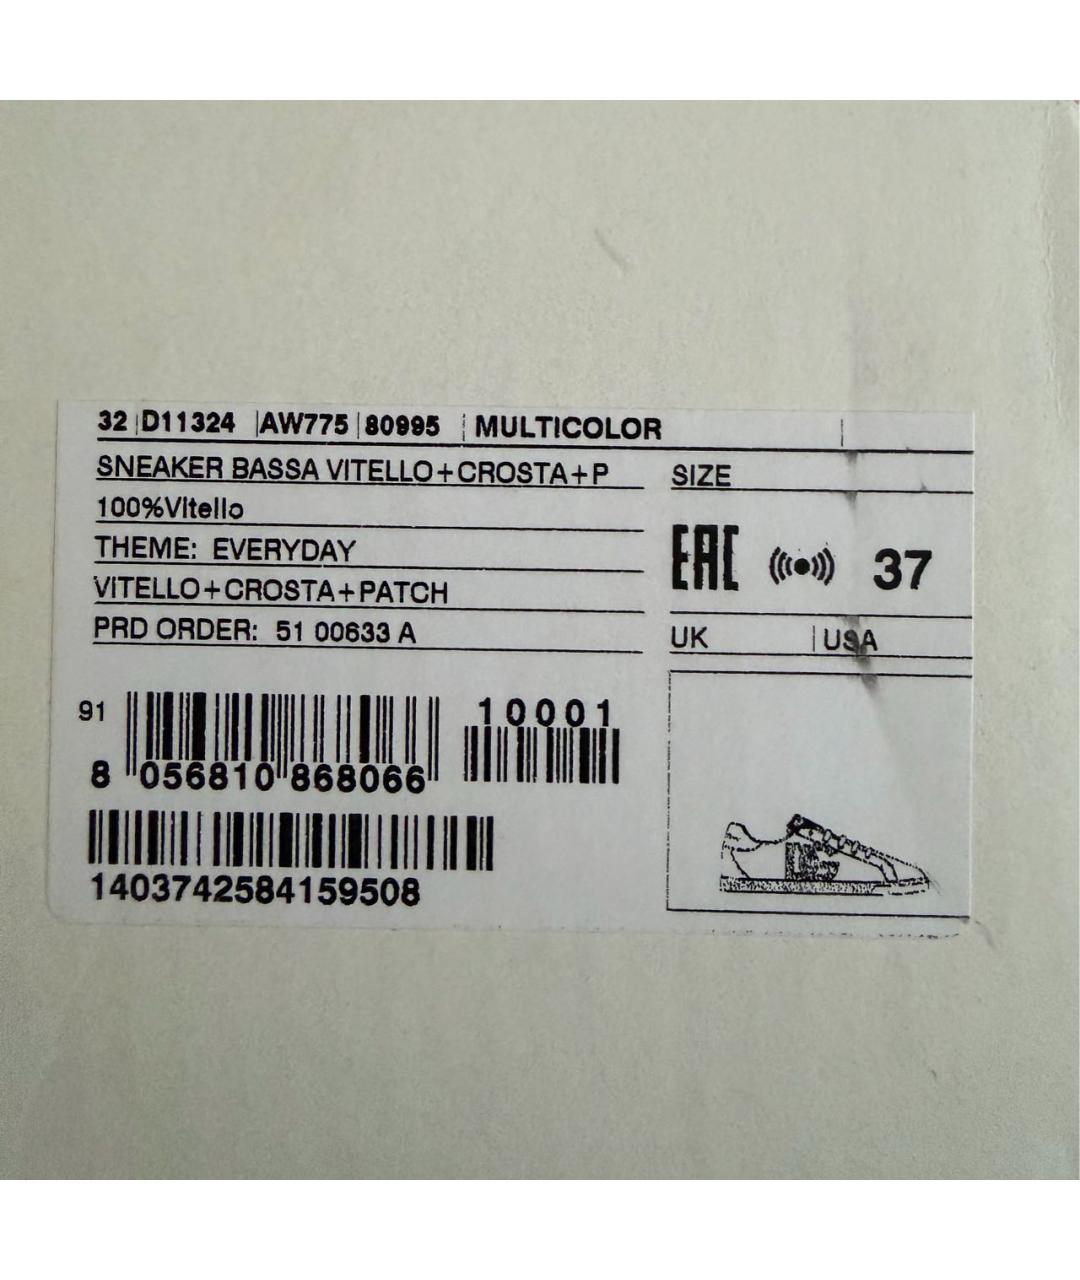 32 D11324 AW775 80995 MULTICOLOR
SNEAKER BASSA VITELLO+CROSTA+P
SIZE
100%Vitello
EAC 37
THEME: EVERYDAY
VITELLO+CROSTA+PATCH
PRD ORDER: 51 00633 A
UK USA
91
10001
8 056810 868066
DG
1403742584159508